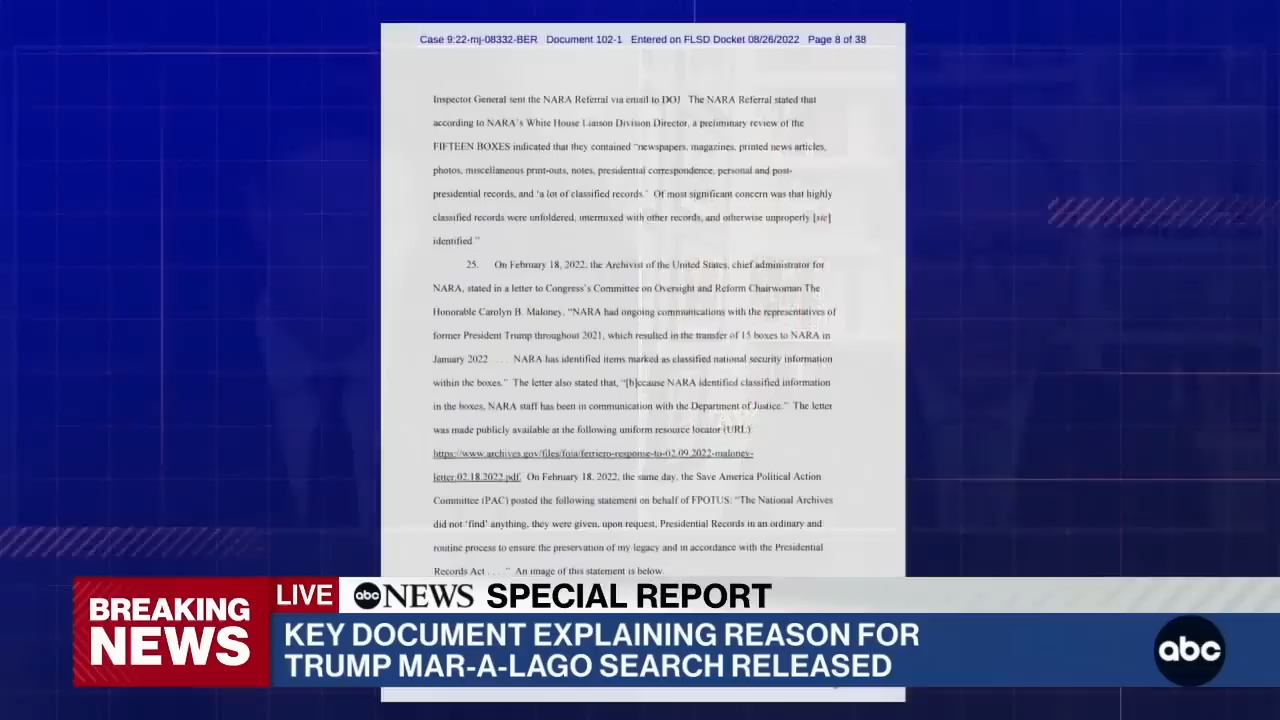 Case 9:22-mj-08332-BER Document 102-1 Entered on FLSD Docket 08/26/2022 Page 8 of 38
Inspector General sent the NARA Referral via email to DOJ. The NARA Referral stated that
according to NARA's White House Liaison Division Director, a preliminary review of the
FIFTEEN BOXES indicated that they contained "newspapers, magazines, printed news articles,
photos, miscellaneous print-outs, notes, presidential correspondence, personal and post-
presidential records, and 'a lot of classified records.' Of most significant concern was that highly
classified records were unfoldered, intermixed with other records, and otherwise unproperly [sic]
identified."
25. On February 18, 2022, the Archivist of the United States, chief administrator for
NARA, stated in a letter to Congress's Committee on Oversight and Reform Chairwoman The
Honorable Carolyn B. Maloney, "NARA had ongoing communications with the representatives of
former President Trump throughout 2021, which resulted in the transfer of 15 boxes to NARA in
January 2022 . . . . NARA has identified items marked as classified national security information
within the boxes." The letter also stated that, "[b]ecause NARA identified classified information
in the boxes, NARA staff has been in communication with the Department of Justice." The letter
was made publicly available at the following uniform resource locator (URL):
https://www.archives.gov/files/foia/ferriero-response-to-02.09.2022-maloney-
letter.02.18.2022.pdf. On February 18, 2022, the same day, the Save America Political Action
Committee (PAC) posted the following statement on behalf of FPOTUS: "The National Archives
did not 'find' anything, they were given, upon request, Presidential Records in an ordinary and
routine process to ensure the preservation of my legacy and in accordance with the Presidential
Records Act . . . ." An image of this statement is below.
BREAKING
NEWS
LIVE abc NEWS SPECIAL REPORT
KEY DOCUMENT EXPLAINING REASON FOR
TRUMP MAR-A-LAGO SEARCH RELEASED
abc